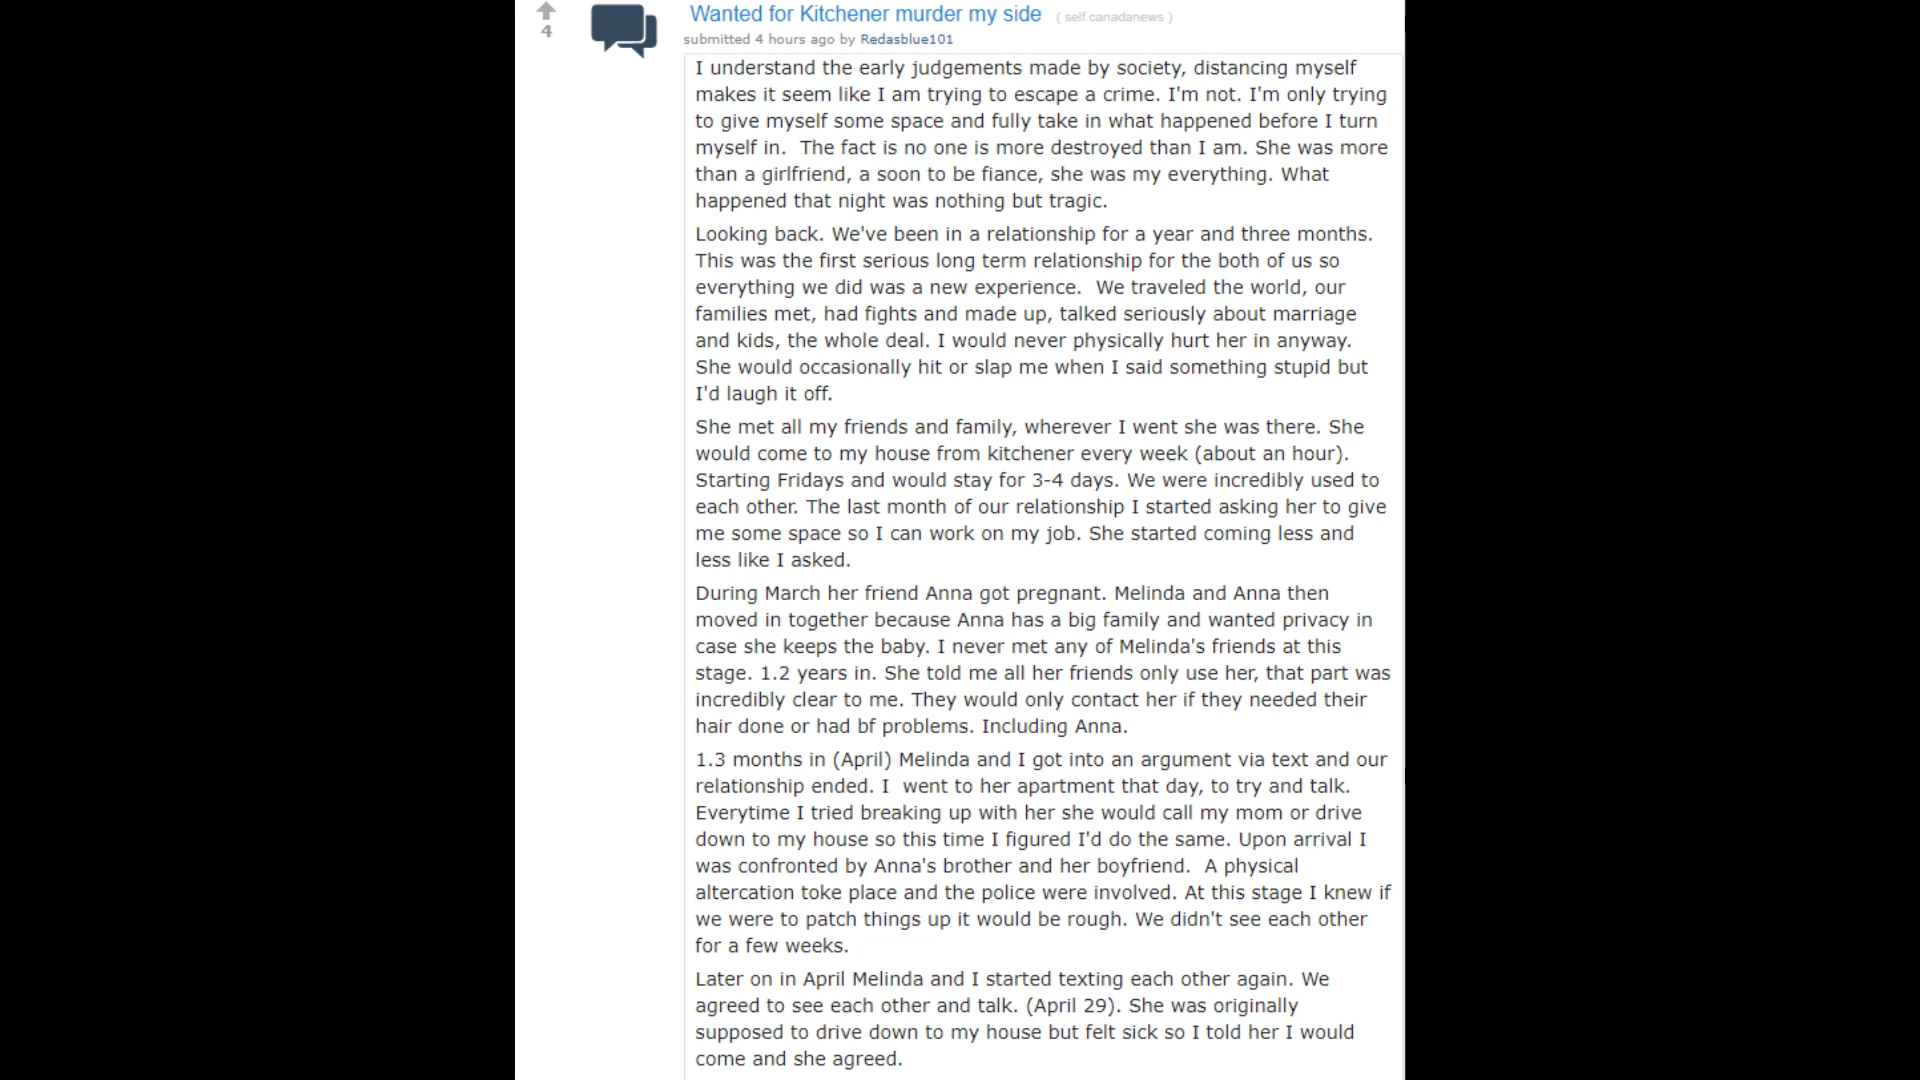 Wanted for Kitchener murder my side ( self.canadanews )
4
submitted 4 hours ago by Redasblue101
I understand the early judgements made by society, distancing myself
makes it seem like I am trying to escape a crime. I'm not. I'm only trying
to give myself some space and fully take in what happened before I turn
myself in.  The fact is no one is more destroyed than I am. She was more
than a girlfriend, a soon to be fiance, she was my everything. What
happened that night was nothing but tragic.
Looking back. We've been in a relationship for a year and three months.
This was the first serious long term relationship for the both of us so
everything we did was a new experience.  We traveled the world, our
families met, had fights and made up, talked seriously about marriage
and kids, the whole deal. I would never physically hurt her in anyway.
She would occasionally hit or slap me when I said something stupid but
I'd laugh it off.
She met all my friends and family, wherever I went she was there. She
would come to my house from kitchener every week (about an hour).
Starting Fridays and would stay for 3-4 days. We were incredibly used to
each other. The last month of our relationship I started asking her to give
me some space so I can work on my job. She started coming less and
less like I asked.
During March her friend Anna got pregnant. Melinda and Anna then
moved in together because Anna has a big family and wanted privacy in
case she keeps the baby. I never met any of Melinda's friends at this
stage. 1.2 years in. She told me all her friends only use her, that part was
incredibly clear to me. They would only contact her if they needed their
hair done or had bf problems. Including Anna.
1.3 months in (April) Melinda and I got into an argument via text and our
relationship ended. I  went to her apartment that day, to try and talk.
Everytime I tried breaking up with her she would call my mom or drive
down to my house so this time I figured I'd do the same. Upon arrival I
was confronted by Anna's brother and her boyfriend.  A physical
altercation toke place and the police were involved. At this stage I knew if
we were to patch things up it would be rough. We didn't see each other
for a few weeks.
Later on in April Melinda and I started texting each other again. We
agreed to see each other and talk. (April 29). She was originally
supposed to drive down to my house but felt sick so I told her I would
come and she agreed.